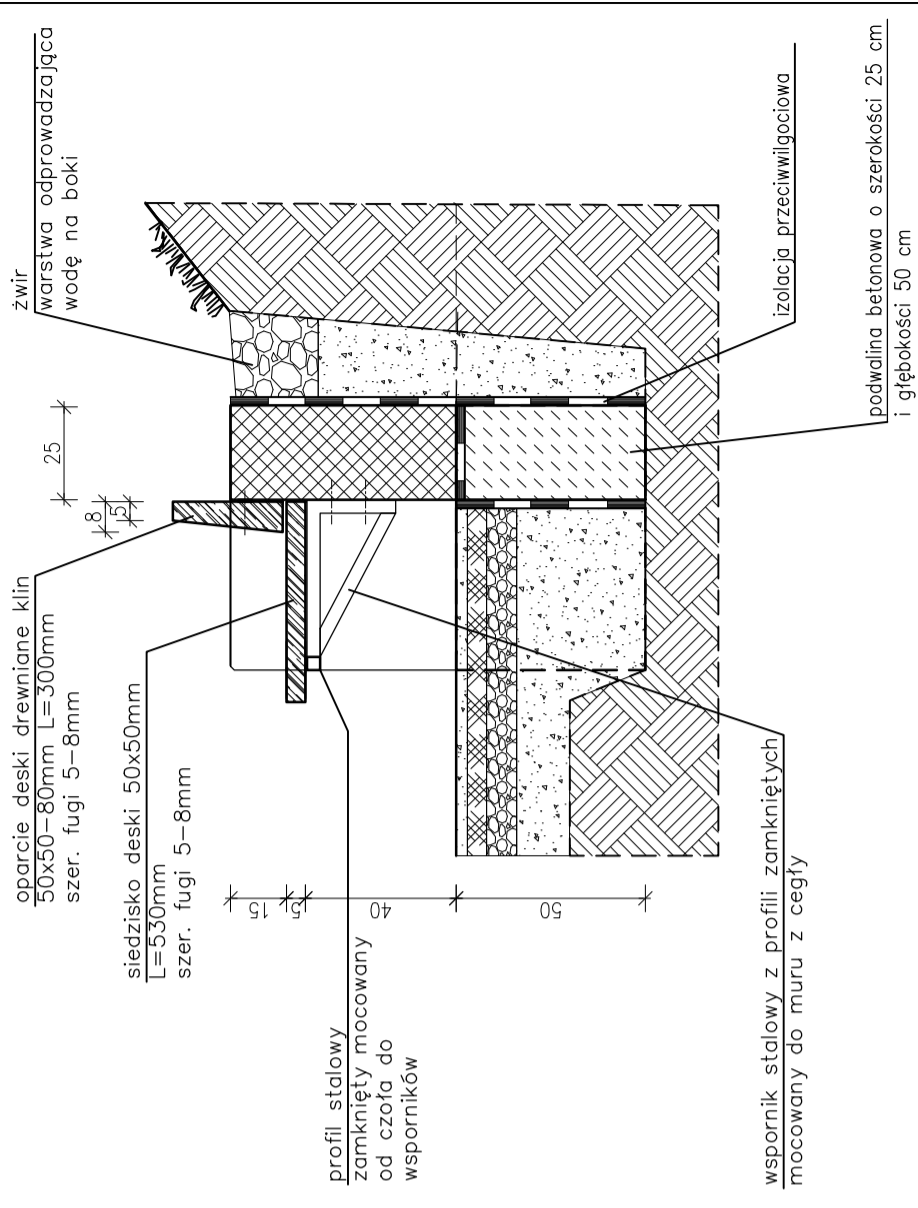 żwir
warstwa odprowadzająca
wodę na boki
oparcie deski drewniane klin
50x50–80mm L=300mm
szer. fugi 5–8mm
siedzisko deski 50x50mm
L=530mm
szer. fugi 5–8mm
profil stalowy
zamknięty mocowany
od czoła do
wsporników
wspornik stalowy z profili zamkniętych
mocowany do muru z cegły
izolacja przeciwwilgociowa
podwalina betonowa o szerokości 25 cm
i głębokości 50 cm
25
8
5
15
5
40
50